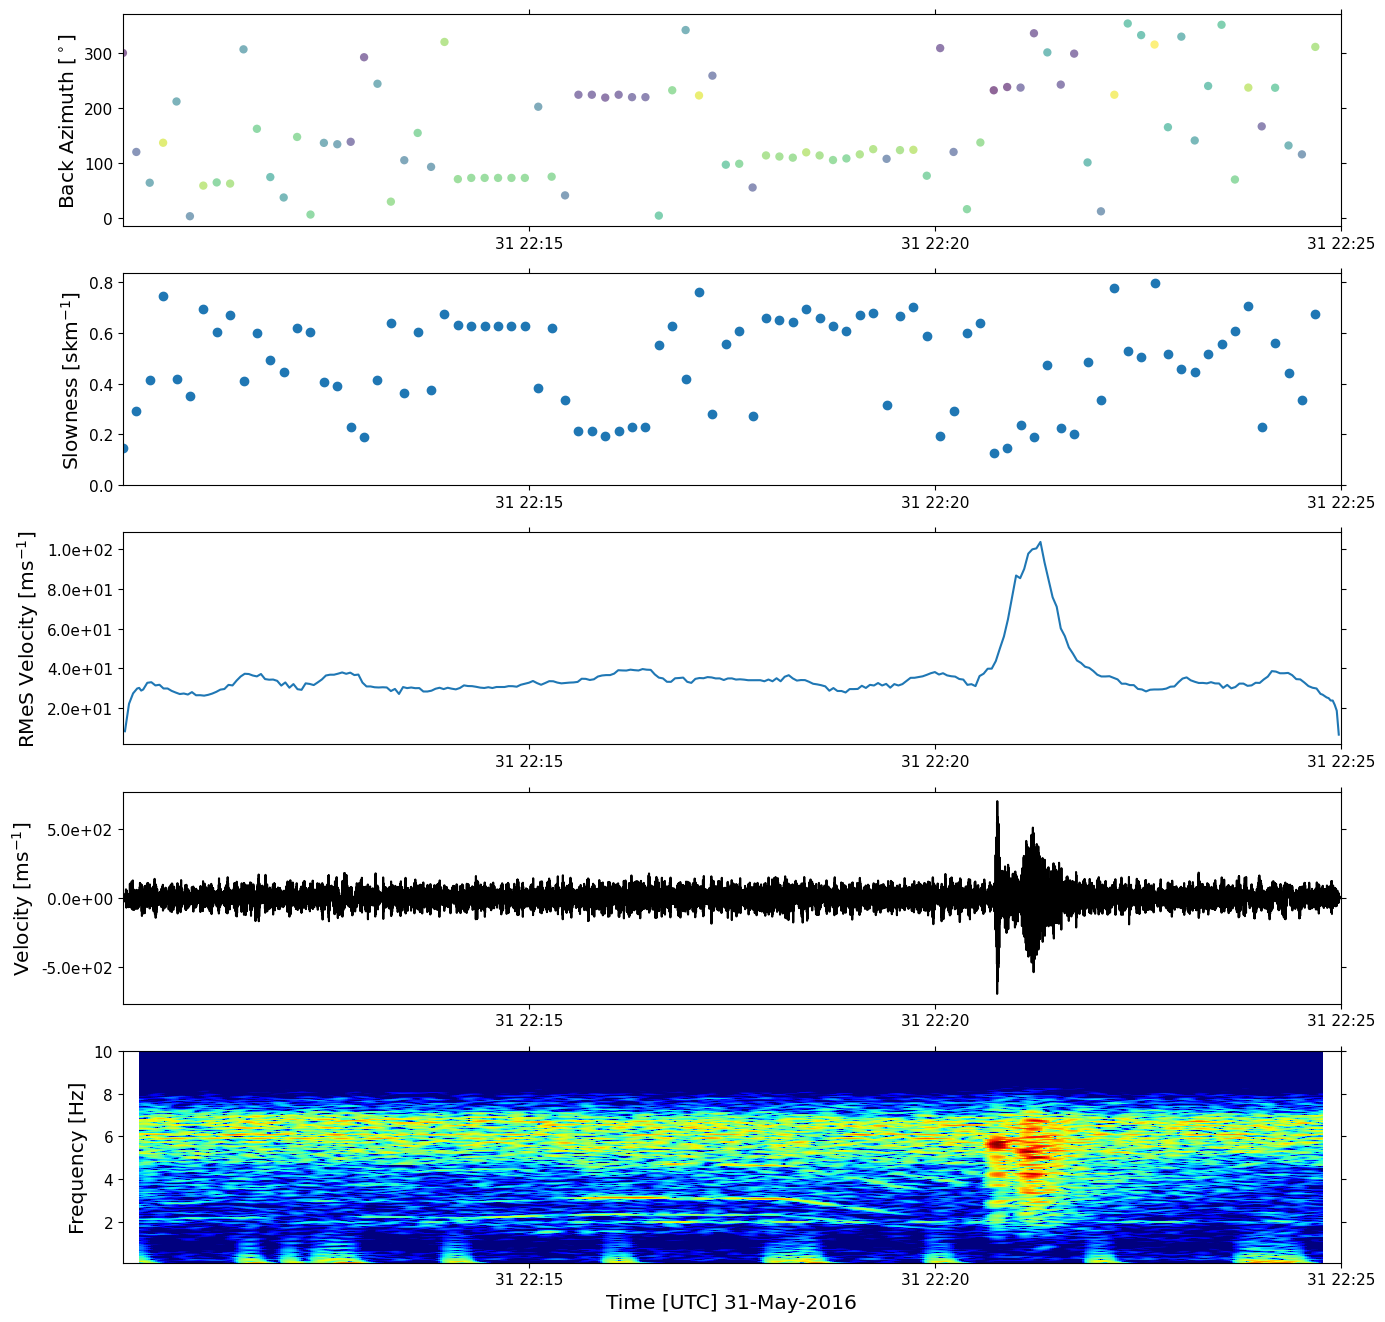 Back Azimuth [°]
300
200
100
0
31 22:15
31 22:20
31 22:25
Slowness [skm⁻¹]
0.8
0.6
0.4
0.2
0.0
31 22:15
31 22:20
31 22:25
RMeS Velocity [ms⁻¹]
1.0e+02
8.0e+01
6.0e+01
4.0e+01
2.0e+01
31 22:15
31 22:20
31 22:25
Velocity [ms⁻¹]
5.0e+02
0.0e+00
-5.0e+02
31 22:15
31 22:20
31 22:25
Frequency [Hz]
10
8
6
4
2
31 22:15
31 22:20
31 22:25
Time [UTC] 31-May-2016